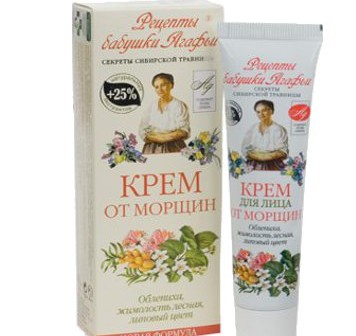 Рецепты
бабушки Агафьи
СЕКРЕТЫ СИБИРСКОЙ ТРАВНИЦЫ
+25%
КРЕМ
ОТ МОРЩИН
Облепиха,
жимолость лесная,
липовый цвет
ФОРМУЛА
Рецепты
бабушки Агафьи
СЕКРЕТЫ СИБИРСКОЙ ТРАВНИЦЫ
КРЕМ
ДЛЯ ЛИЦА
ОТ МОРЩИН
Облепиха,
жимолость лесная,
липовый цвет